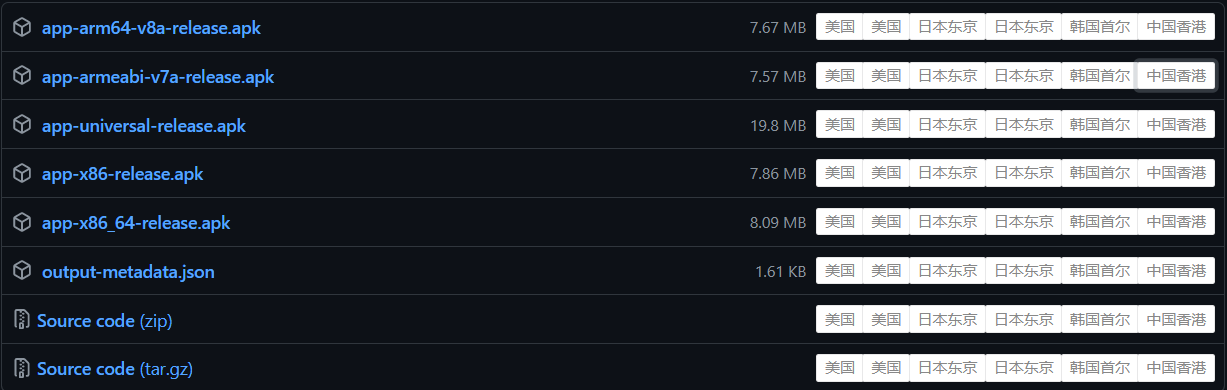 app-arm64-v8a-release.apk 7.67 MB 美国 美国 日本东京 日本东京 韩国首尔 中国香港
app-armeabi-v7a-release.apk 7.57 MB 美国 美国 日本东京 日本东京 韩国首尔 中国香港
app-universal-release.apk 19.8 MB 美国 美国 日本东京 日本东京 韩国首尔 中国香港
app-x86-release.apk 7.86 MB 美国 美国 日本东京 日本东京 韩国首尔 中国香港
app-x86_64-release.apk 8.09 MB 美国 美国 日本东京 日本东京 韩国首尔 中国香港
output-metadata.json 1.61 KB 美国 美国 日本东京 日本东京 韩国首尔 中国香港
Source code (zip) 美国 美国 日本东京 日本东京 韩国首尔 中国香港
Source code (tar.gz) 美国 美国 日本东京 日本东京 韩国首尔 中国香港